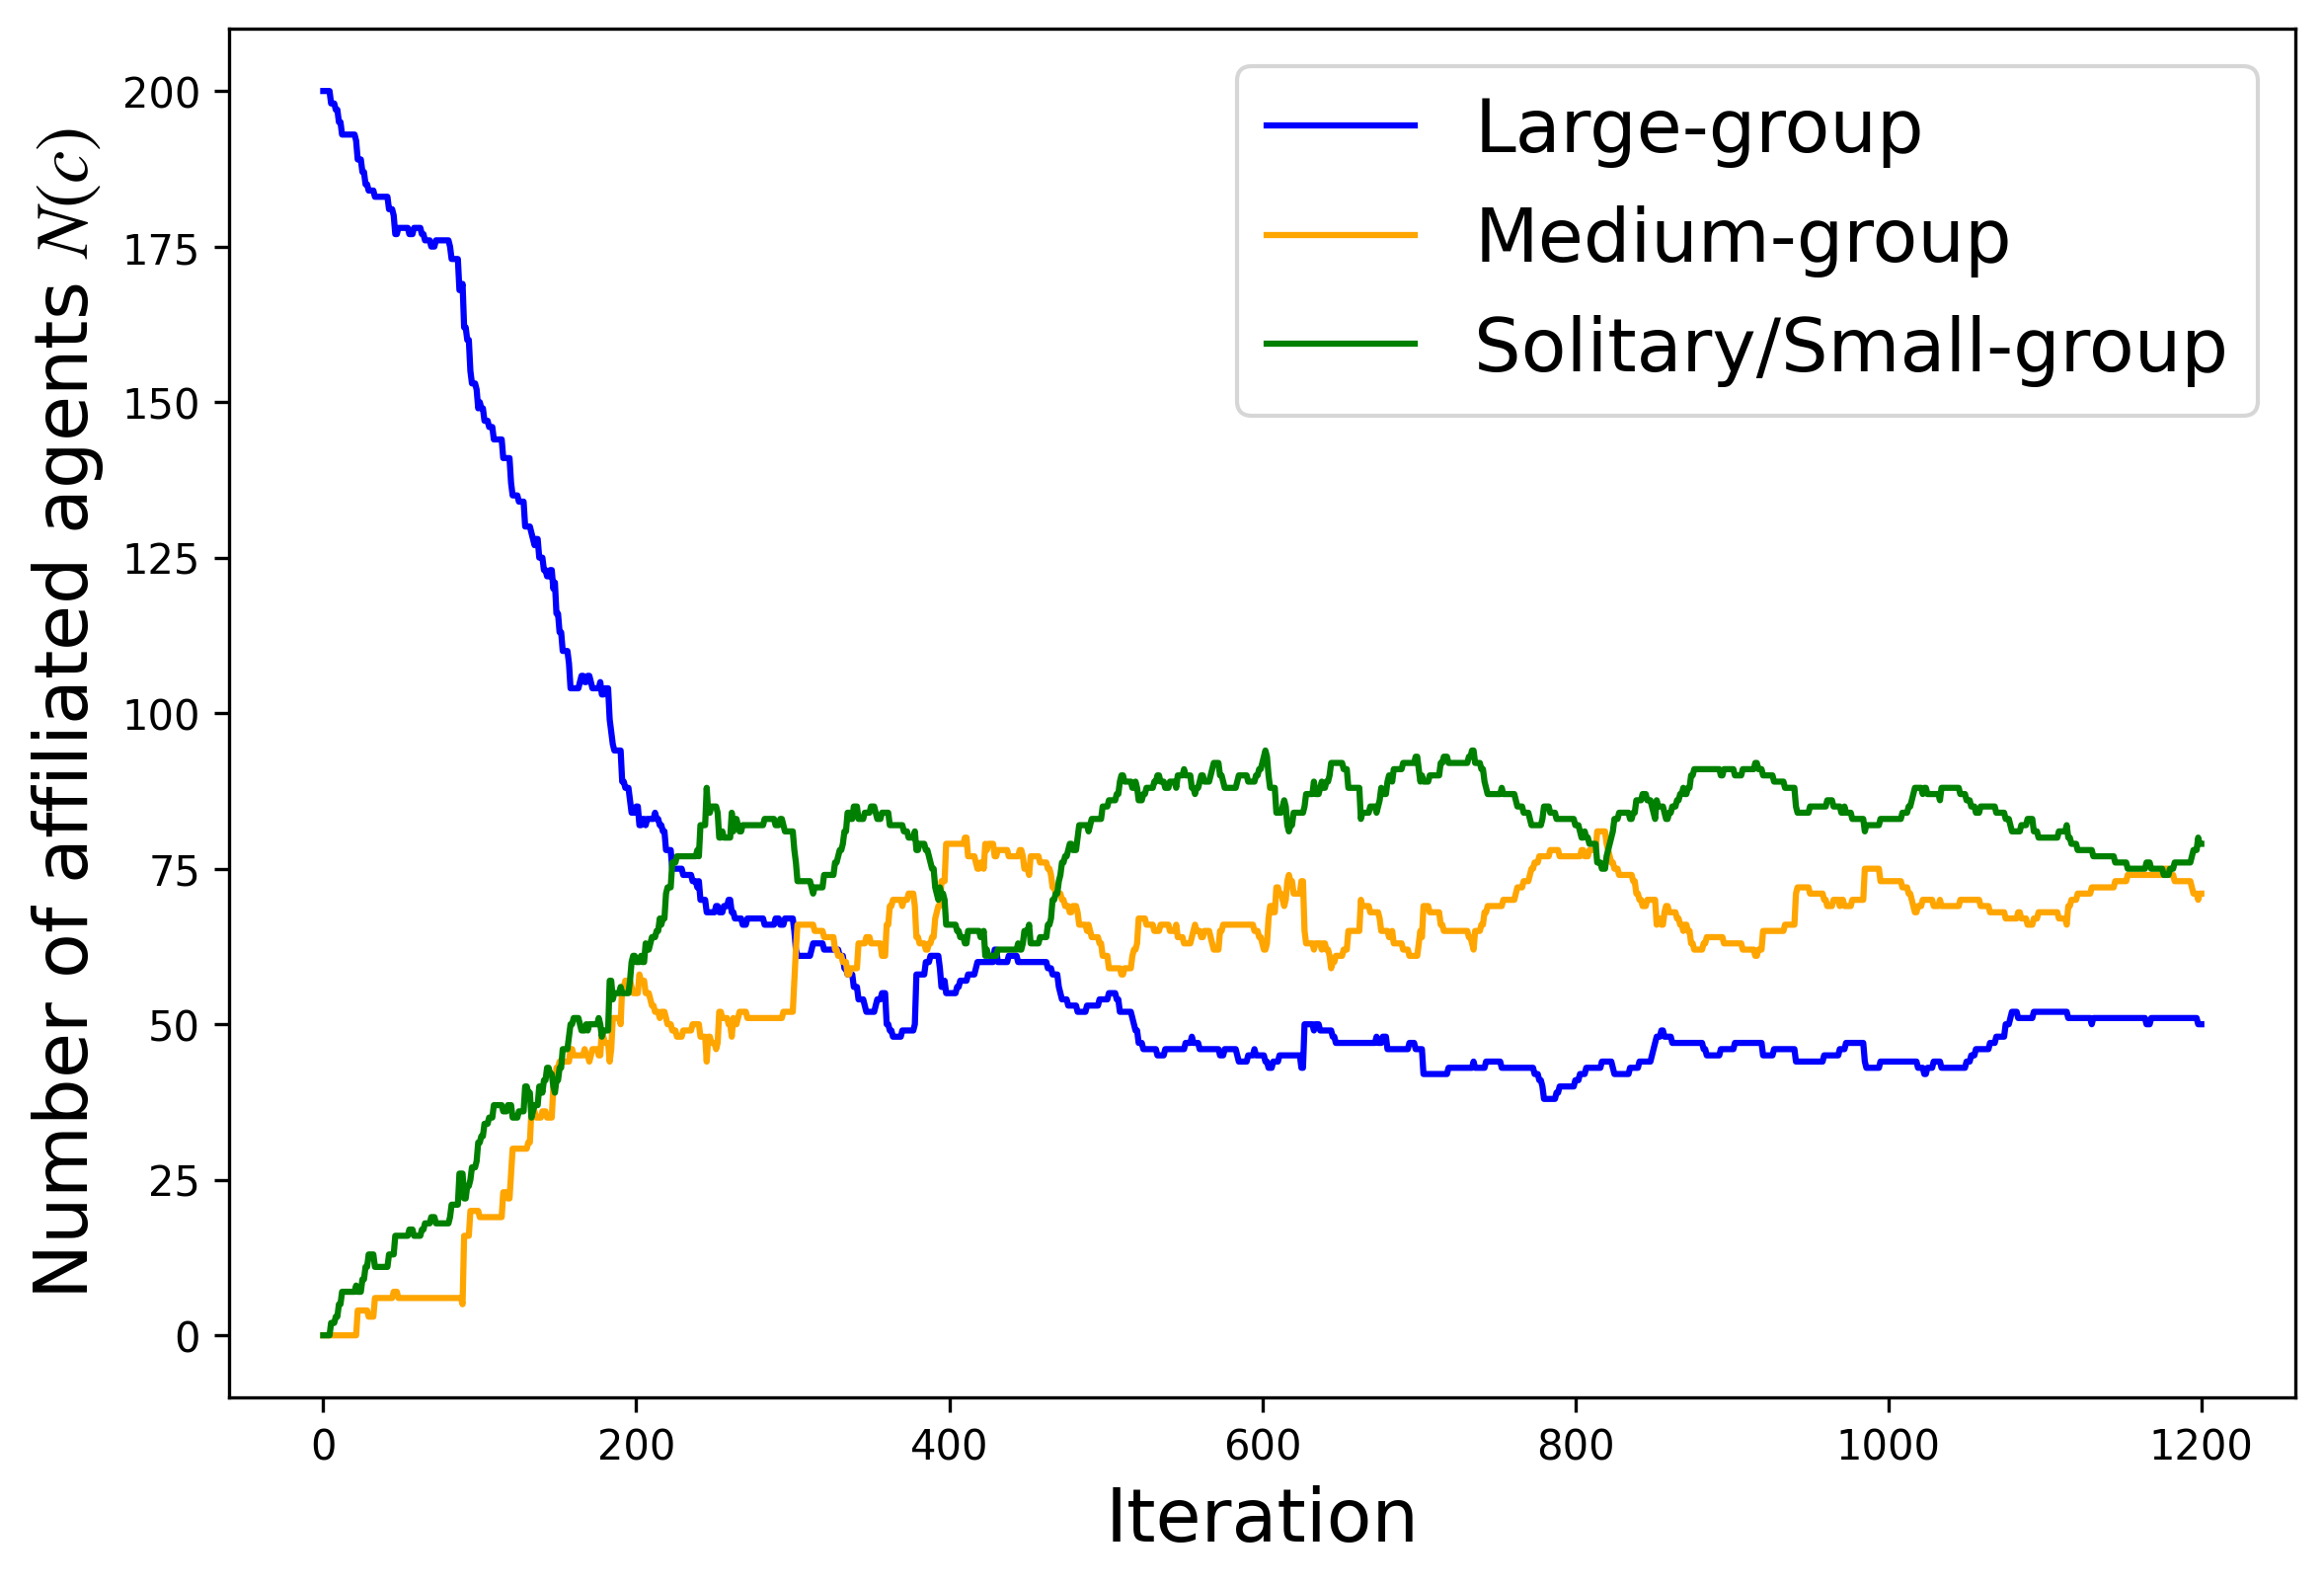 Number of affiliated agents N(c)
200
175
150
125
100
75
50
25
0
Large-group
Medium-group
Solitary/Small-group
0 200 400 600 800 1000 1200
Iteration